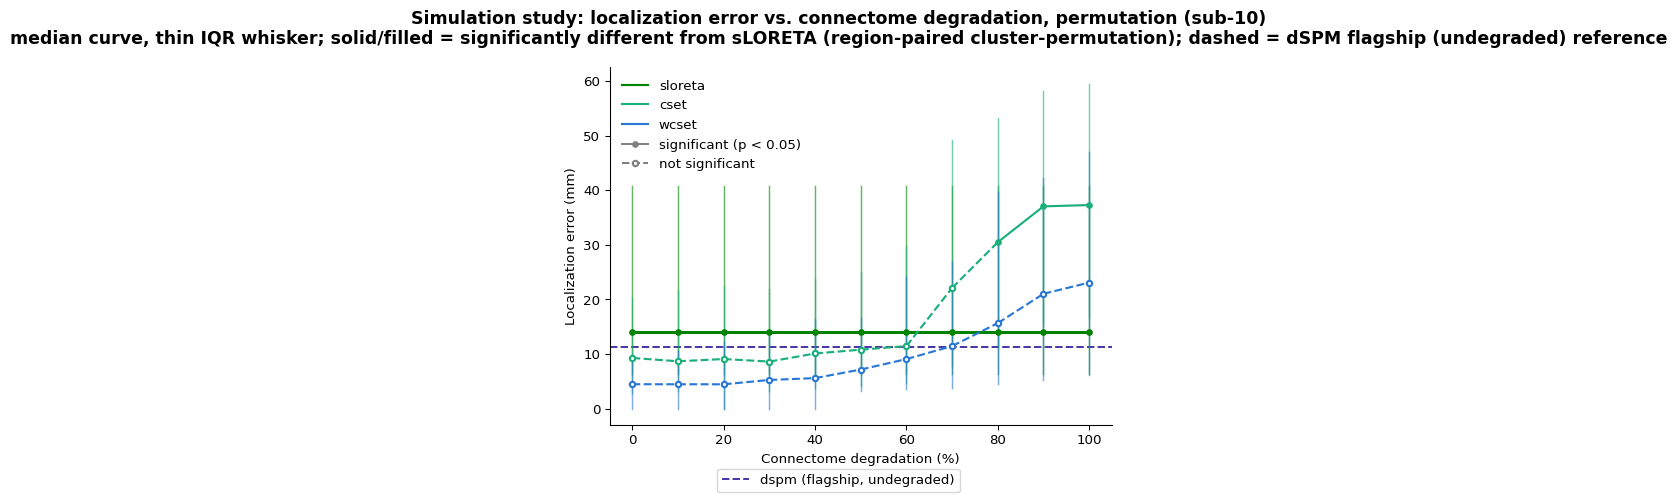 Simulation study: localization error vs. connectome degradation, permutation (sub-10)
median curve, thin IQR whisker; solid/filled = significantly different from sLORETA (region-paired cluster-permutation); dashed = dSPM flagship (undegraded) reference
sloreta
cset
wcset
significant (p < 0.05)
not significant
Localization error (mm)
60
50
40
30
20
10
0
0 20 40 60 80 100
Connectome degradation (%)
dspm (flagship, undegraded)